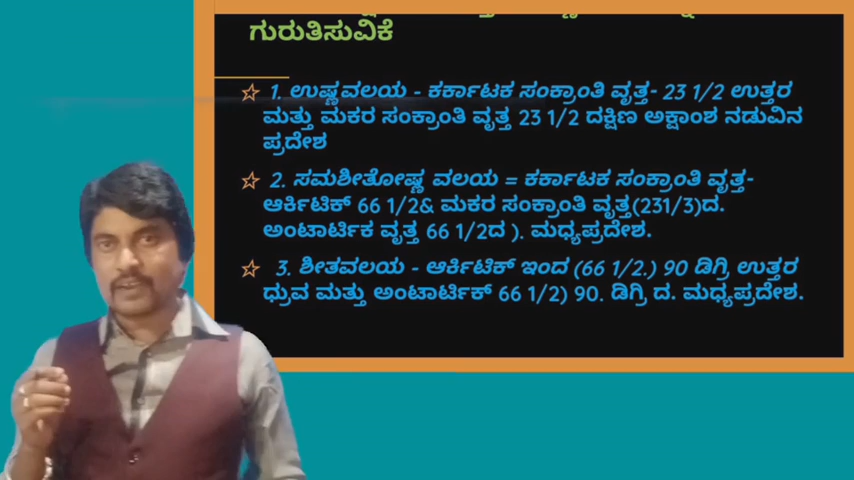 ಗುರುತಿಸುವಿಕೆ
1. ಉಷ್ಣವಲಯ - ಕರ್ಕಾಟಕ ಸಂಕ್ರಾಂತಿ ವೃತ್ತ- 23 1/2 ಉತ್ತರ
ಮತ್ತು ಮಕರ ಸಂಕ್ರಾಂತಿ ವೃತ್ತ 23 1/2 ದಕ್ಷಿಣ ಅಕ್ಷಾಂಶ ನಡುವಿನ
ಪ್ರದೇಶ
2. ಸಮಶೀತೋಷ್ಣ ವಲಯ = ಕರ್ಕಾಟಕ ಸಂಕ್ರಾಂತಿ ವೃತ್ತ-
ಆರ್ಕಿಟಿಕ್ 66 1/2& ಮಕರ ಸಂಕ್ರಾಂತಿ ವೃತ್ತ(231/3)ದ.
ಅಂಟಾರ್ಟಿಕ ವೃತ್ತ 66 1/2ದ ). ಮಧ್ಯಪ್ರದೇಶ.
3. ಶೀತವಲಯ - ಆರ್ಕಿಟಿಕ್ ಇಂದ (66 1/2.) 90 ಡಿಗ್ರಿ ಉತ್ತರ
ಧ್ರುವ ಮತ್ತು ಅಂಟಾರ್ಟಿಕ್ 66 1/2) 90. ಡಿಗ್ರಿ ದ. ಮಧ್ಯಪ್ರದೇಶ.